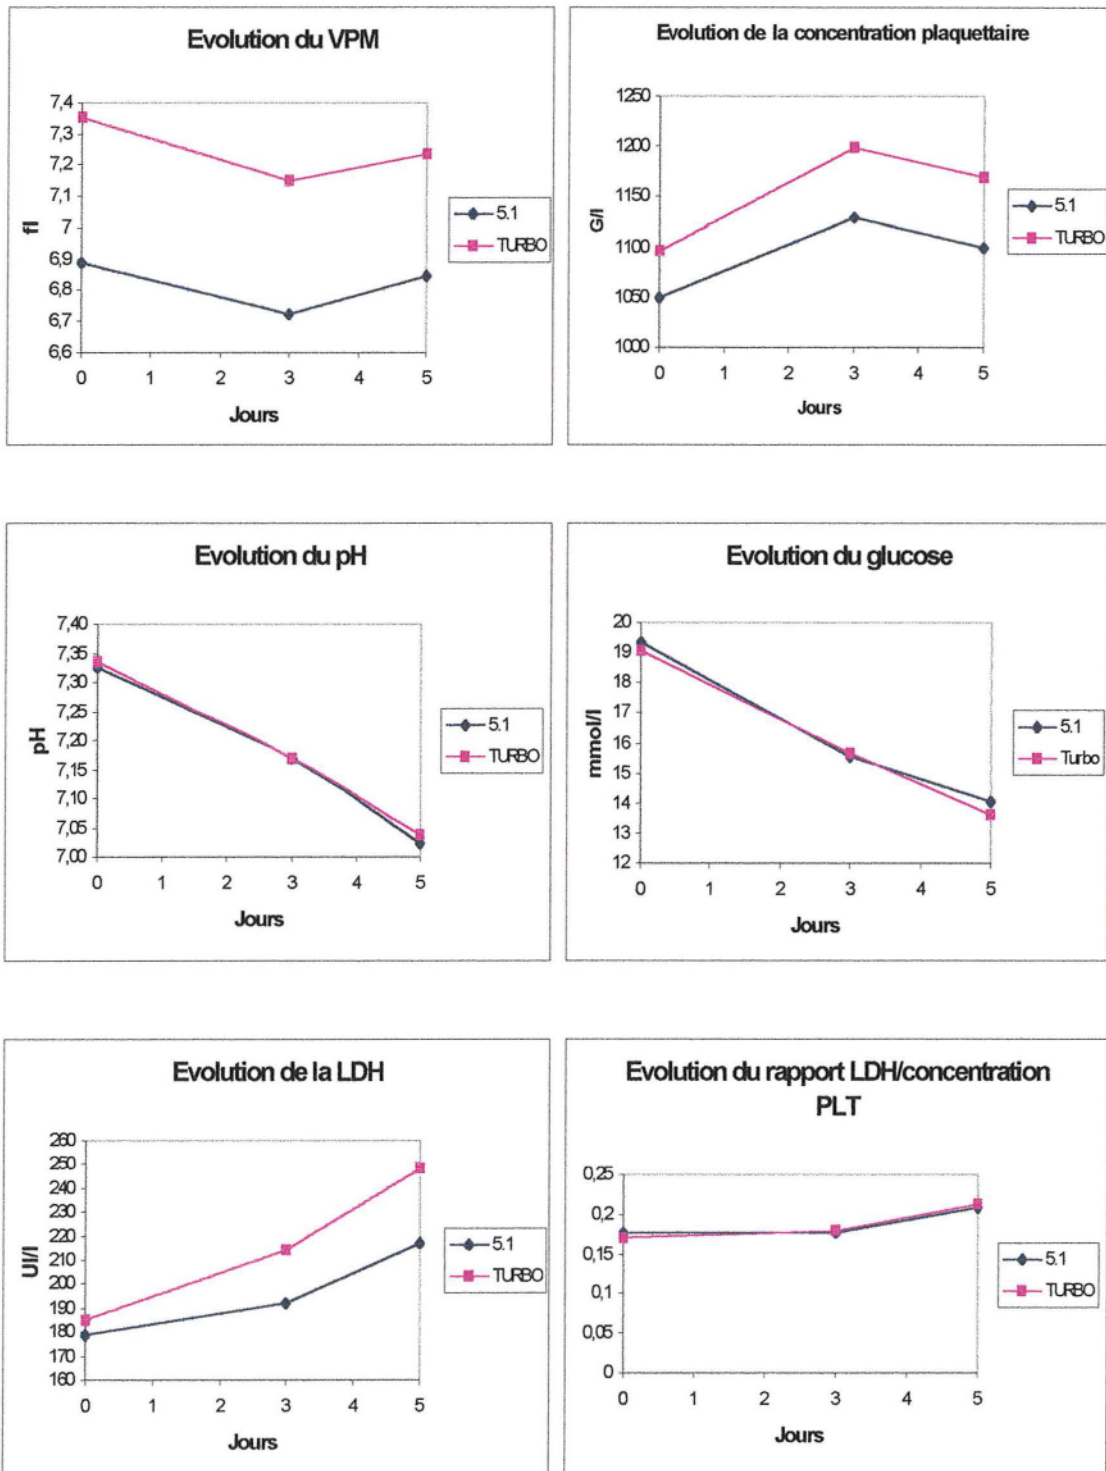 Evolution du VPM
7,4
7,3
7,2
7,1
7
6,9
6,8
6,7
6,6
fl
0 1 2 3 4 5
Jours
5.1
TURBO
Evolution de la concentration plaquettaire
1250
1200
1150
1100
1050
1000
G/l
0 1 2 3 4 5
Jours
5.1
TURBO
Evolution du pH
7,40
7,35
7,30
7,25
7,20
7,15
7,10
7,05
7,00
pH
0 1 2 3 4 5
Jours
5.1
TURBO
Evolution du glucose
20
19
18
17
16
15
14
13
12
mmol/l
0 1 2 3 4 5
Jours
5.1
Turbo
Evolution de la LDH
260
250
240
230
220
210
200
190
180
170
160
UI/l
0 1 2 3 4 5
Jours
5.1
TURBO
Evolution du rapport LDH/concentration
PLT
0,25
0,2
0,15
0,1
0,05
0
0 1 2 3 4 5
Jours
5.1
TURBO